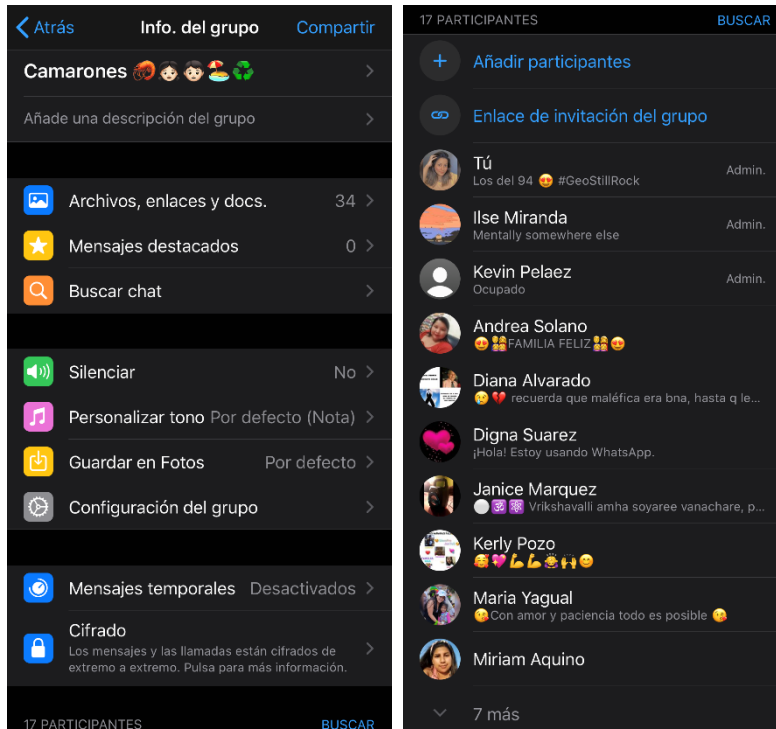 Atrás Info. del grupo Compartir
Camarones 🦐👧🏻👦🏻🏖️♻️
Añade una descripción del grupo
Archivos, enlaces y docs. 34
Mensajes destacados 0
Buscar chat
Silenciar No
Personalizar tono Por defecto (Nota)
Guardar en Fotos Por defecto
Configuración del grupo
Mensajes temporales Desactivados
Cifrado
Los mensajes y las llamadas están cifrados de
extremo a extremo. Pulsa para más información.
17 PARTICIPANTES BUSCAR
17 PARTICIPANTES BUSCAR
Añadir participantes
Enlace de invitación del grupo
Tú
Los del 94 😍 #GeoStillRock Admin.
Ilse Miranda
Mentally somewhere else Admin.
Kevin Pelaez
Ocupado Admin.
Andrea Solano
😍👨‍👩‍👧‍👦FAMILIA FELIZ👨‍👩‍👧‍👦😍
Diana Alvarado
😢💔 recuerda que maléfica era bna, hasta q le...
Digna Suarez
¡Hola! Estoy usando WhatsApp.
Janice Marquez
⚪🕉️⚛️ Vrikshavalli amha soyaree vanachare, p...
Kerly Pozo
🥰💖💪💪🙇🙌😊
Maria Yagual
😘Con amor y paciencia todo es posible 😘
Miriam Aquino
7 más